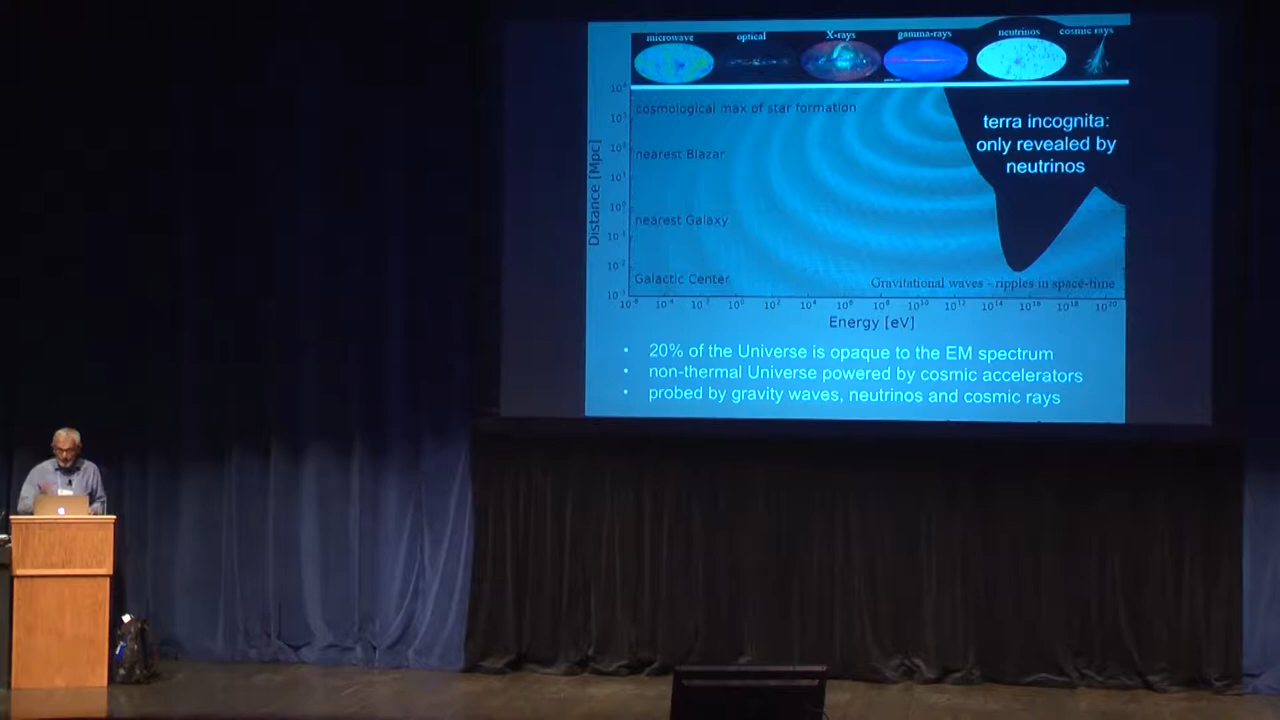 microwave optical X-rays gamma-rays neutrinos cosmic rays
10⁴
cosmological max of star formation
10³
terra incognita:
only revealed by
neutrinos
10²
nearest Blazar
10¹
10⁰
nearest Galaxy
10⁻¹
10⁻²
Galactic Center
Gravitational waves - ripples in space-time
10⁻³
Distance [Mpc]
10⁻⁴ 10⁰ 10² 10⁴ 10⁶ 10⁸ 10¹⁰ 10¹² 10¹⁴ 10¹⁶ 10¹⁸ 10²⁰
Energy [eV]
• 20% of the Universe is opaque to the EM spectrum
• non-thermal Universe powered by cosmic accelerators
• probed by gravity waves, neutrinos and cosmic rays